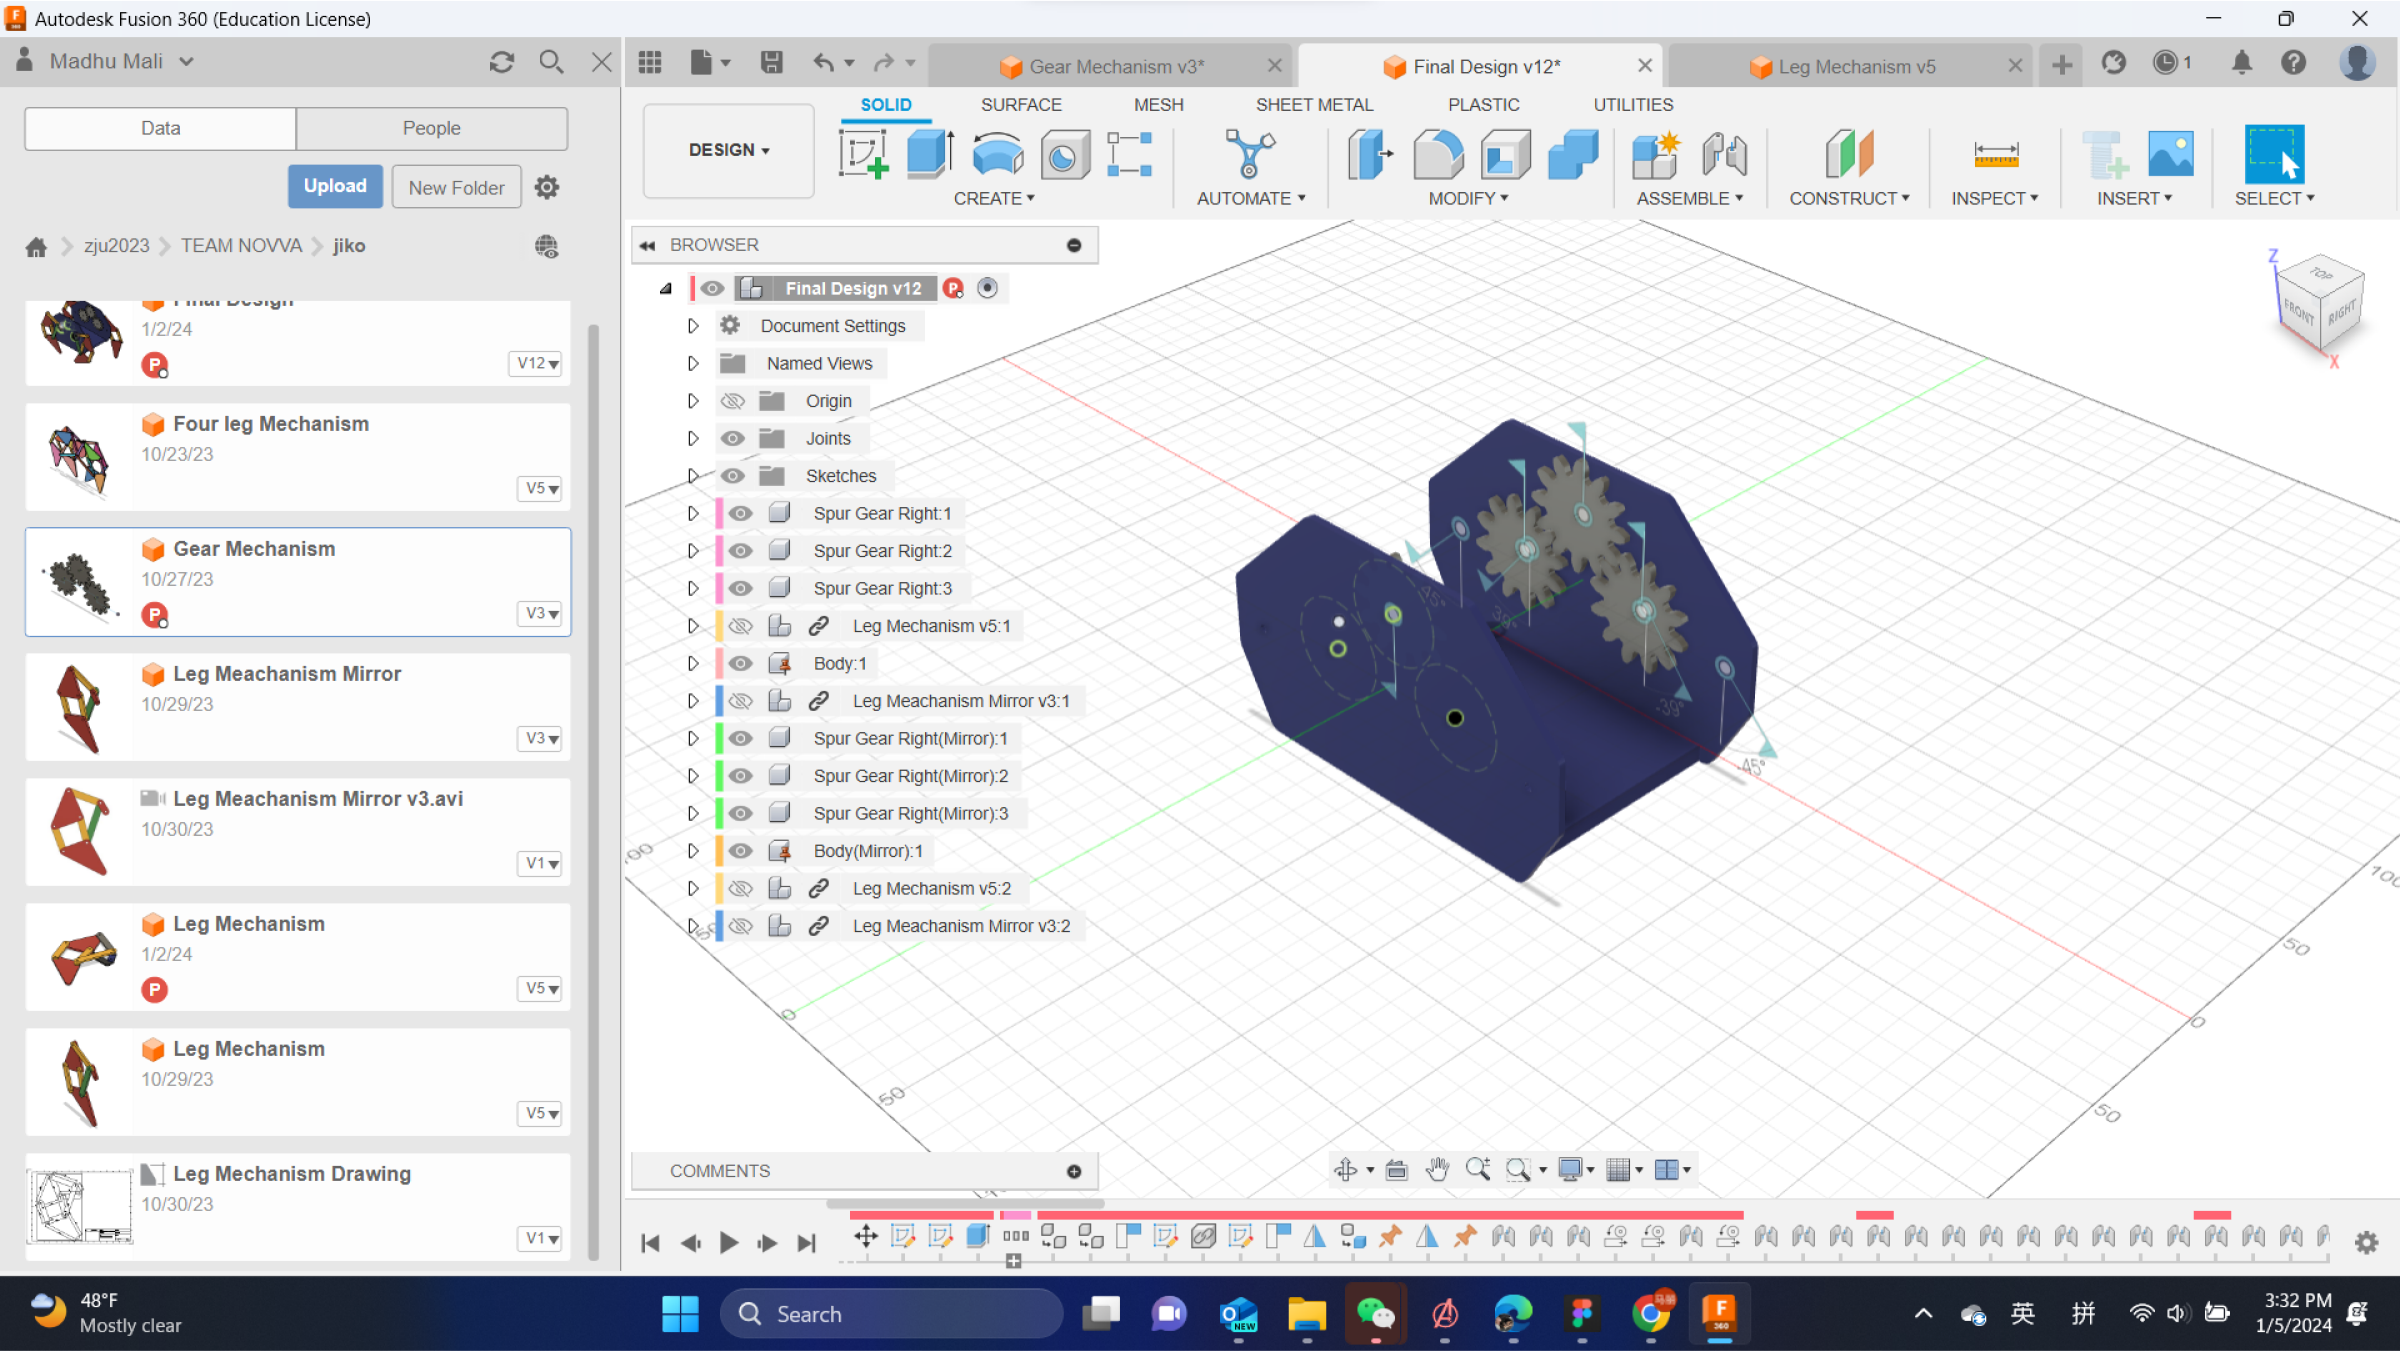 Autodesk Fusion 360 (Education License)
Madhu Mali
Gear Mechanism v3*
Final Design v12*
Leg Mechanism v5
1
Data
People
Upload
New Folder
zju2023
TEAM NOVVA
jiko
Final Design
1/2/24
P
V12
Four leg Mechanism
10/23/23
V5
Gear Mechanism
10/27/23
P
V3
Leg Meachanism Mirror
10/29/23
V3
Leg Meachanism Mirror v3.avi
10/30/23
V1
Leg Mechanism
1/2/24
P
V5
Leg Mechanism
10/29/23
V5
Leg Mechanism Drawing
10/30/23
V1
DESIGN
SOLID
SURFACE
MESH
SHEET METAL
PLASTIC
UTILITIES
CREATE
AUTOMATE
MODIFY
ASSEMBLE
CONSTRUCT
INSPECT
INSERT
SELECT
BROWSER
Final Design v12
P
Document Settings
Named Views
Origin
Joints
Sketches
Spur Gear Right:1
Spur Gear Right:2
Spur Gear Right:3
Leg Mechanism v5:1
Body:1
Leg Meachanism Mirror v3:1
Spur Gear Right(Mirror):1
Spur Gear Right(Mirror):2
Spur Gear Right(Mirror):3
Body(Mirror):1
Leg Mechanism v5:2
Leg Meachanism Mirror v3:2
Z
TOP
FRONT
RIGHT
X
-39°
-45°
0
50
50
0
50
100
COMMENTS
48°F
Mostly clear
Search
NEW
F
360
英
拼
3:32 PM
1/5/2024